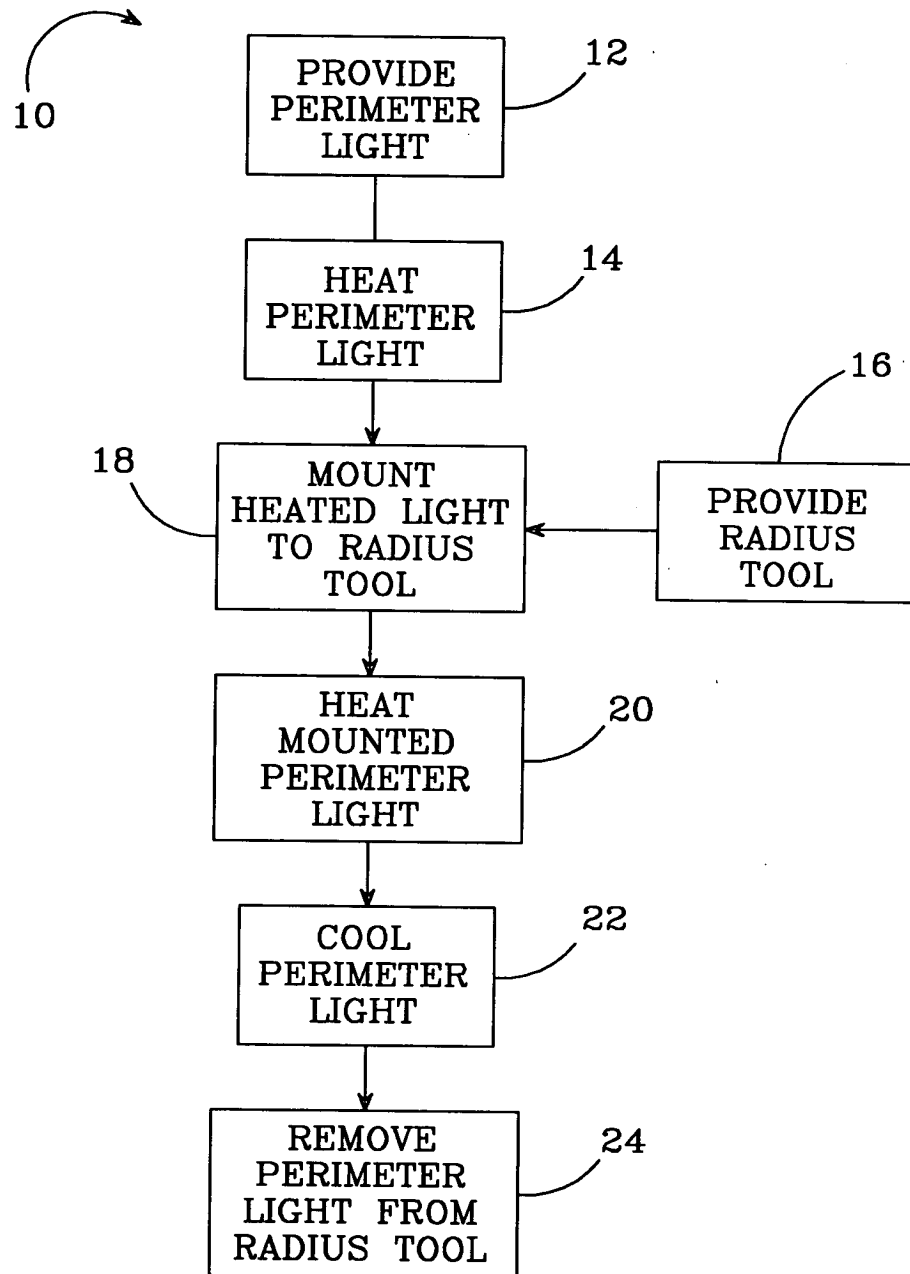 10
PROVIDE
PERIMETER
LIGHT
12
HEAT
PERIMETER
LIGHT
14
16
18
MOUNT
HEATED LIGHT
TO RADIUS
TOOL
PROVIDE
RADIUS
TOOL
HEAT
MOUNTED
PERIMETER
LIGHT
20
COOL
PERIMETER
LIGHT
22
REMOVE
PERIMETER
LIGHT FROM
RADIUS TOOL
24